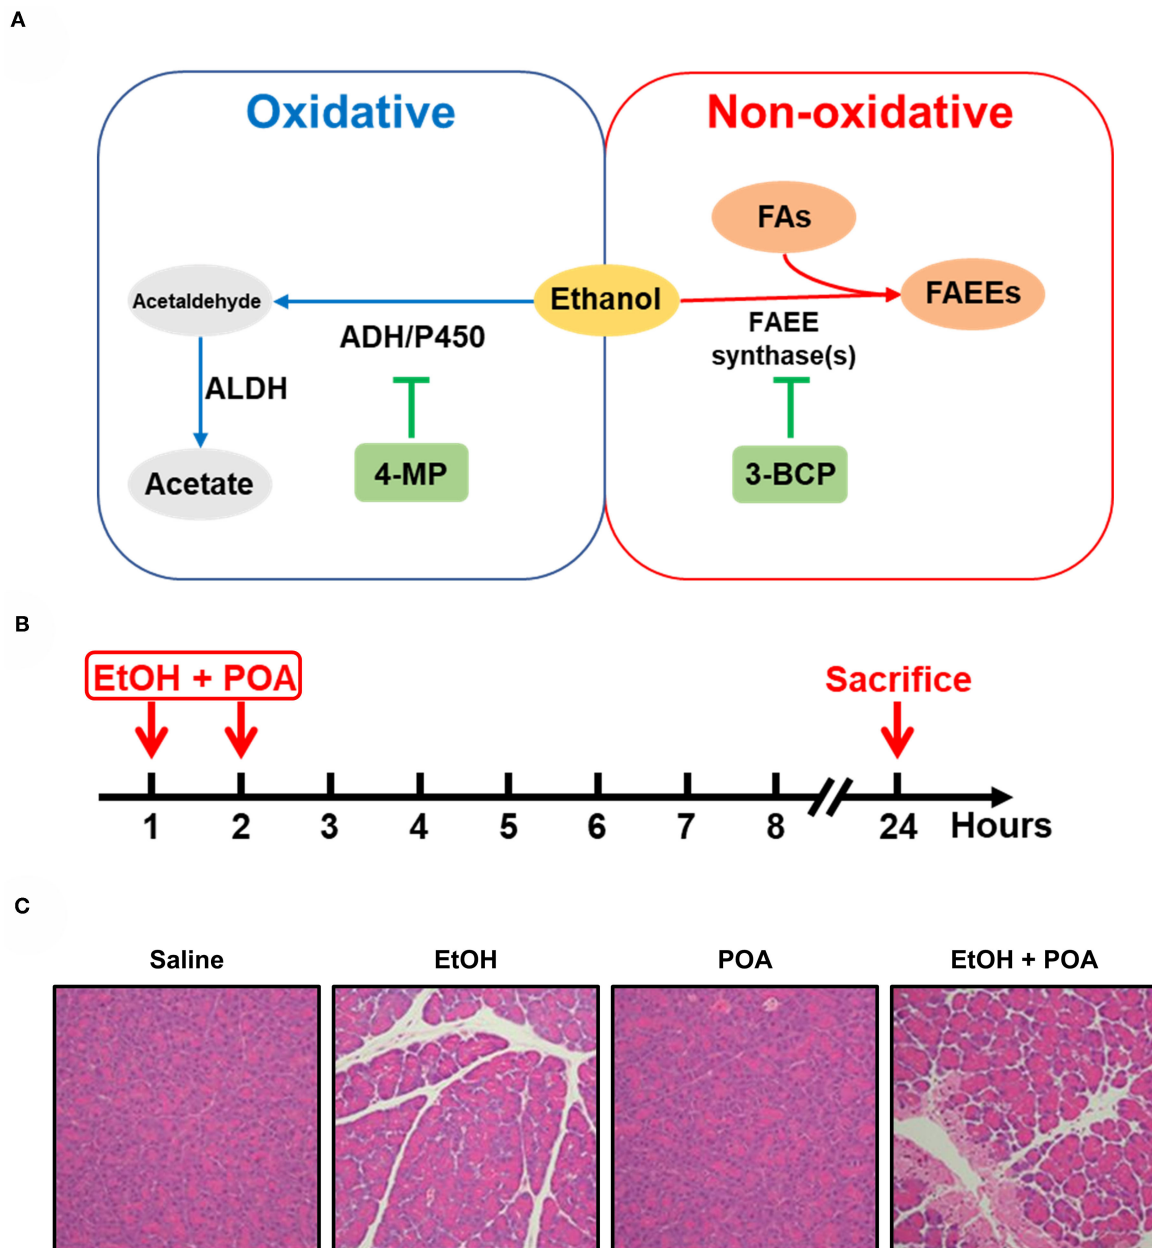 A
Oxidative
Non-oxidative
FAs
Acetaldehyde
Ethanol
FAEEs
ADH/P450
FAEE
synthase(s)
ALDH
Acetate
4-MP
3-BCP
B
EtOH + POA
Sacrifice
1 2 3 4 5 6 7 8 24 Hours
C
Saline EtOH POA EtOH + POA